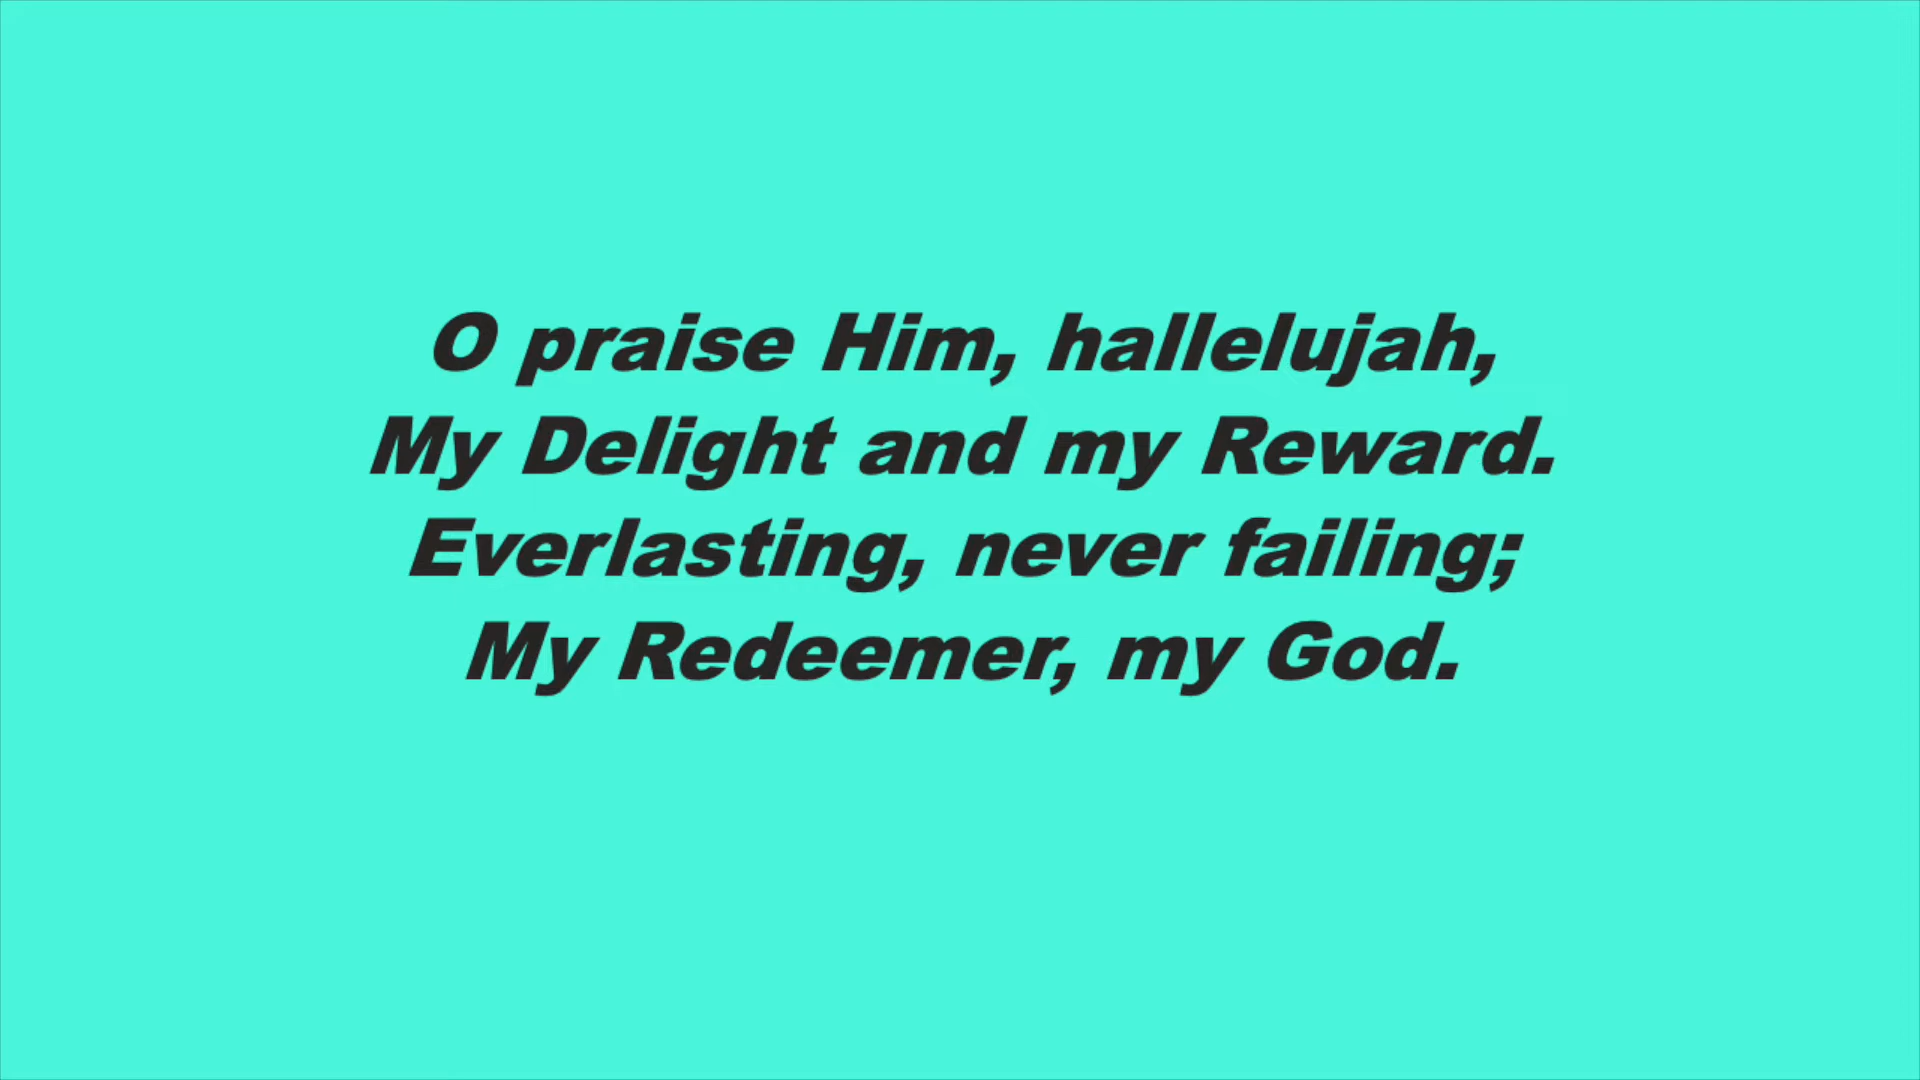 O praise Him, hallelujah,
My Delight and my Reward.
Everlasting, never failing;
My Redeemer, my God.